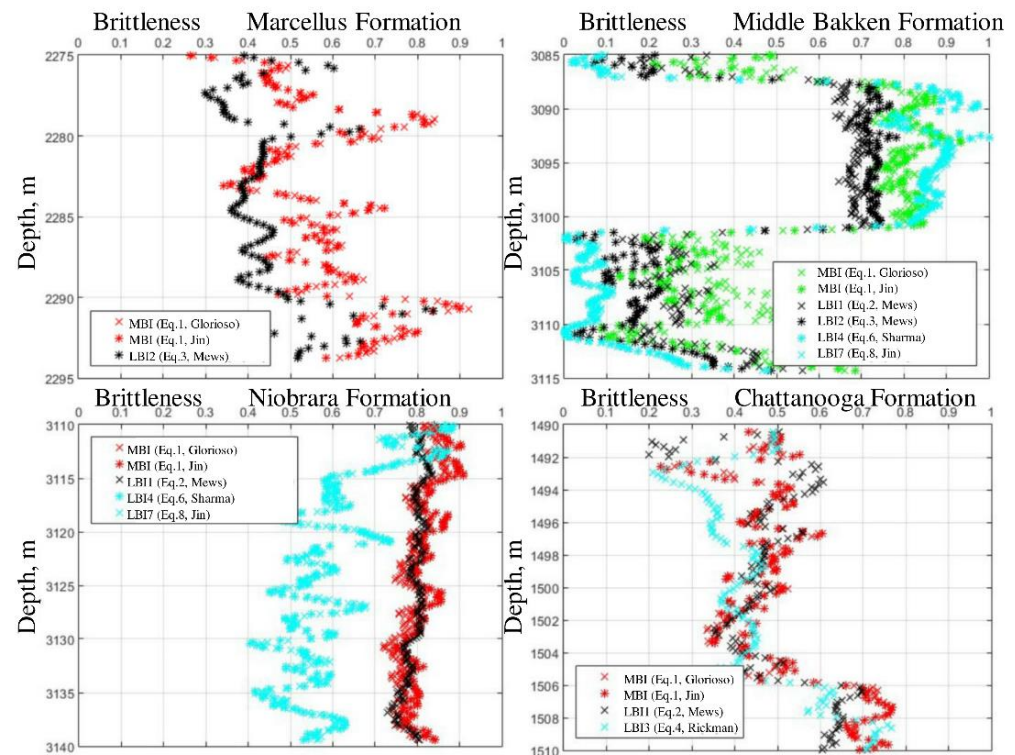 Brittleness Marcellus Formation
0 0.1 0.2 0.3 0.4 0.5 0.6 0.7 0.8 0.9 1
Depth, m
2275
2280
2285
2290
2295
MBI (Eq.1, Glorioso)
MBI (Eq.1, Jin)
LBI2 (Eq.3, Mews)
Brittleness Middle Bakken Formation
0 0.1 0.2 0.3 0.4 0.5 0.6 0.7 0.8 0.9 1
Depth, m
3085
3090
3095
3100
3105
3110
3115
MBI (Eq.1, Glorioso)
MBI (Eq.1, Jin)
LBI1 (Eq.2, Mews)
LBI2 (Eq.3, Mews)
LBI4 (Eq.6, Sharma)
LBI7 (Eq.8, Jin)
Brittleness Niobrara Formation
0 0.1 0.2 0.3 0.4 0.5 0.6 0.7 0.8 0.9 1
Depth, m
3110
3115
3120
3125
3130
3135
3140
MBI (Eq.1, Glorioso)
MBI (Eq.1, Jin)
LBI1 (Eq.2, Mews)
LBI4 (Eq.6, Sharma)
LBI7 (Eq.8, Jin)
Brittleness Chattanooga Formation
0 0.1 0.2 0.3 0.4 0.5 0.6 0.7 0.8 0.9 1
Depth, m
1490
1492
1494
1496
1498
1500
1502
1504
1506
1508
1510
MBI (Eq.1, Glorioso)
MBI (Eq.1, Jin)
LBI1 (Eq.2, Mews)
LBI3 (Eq.4, Rickman)